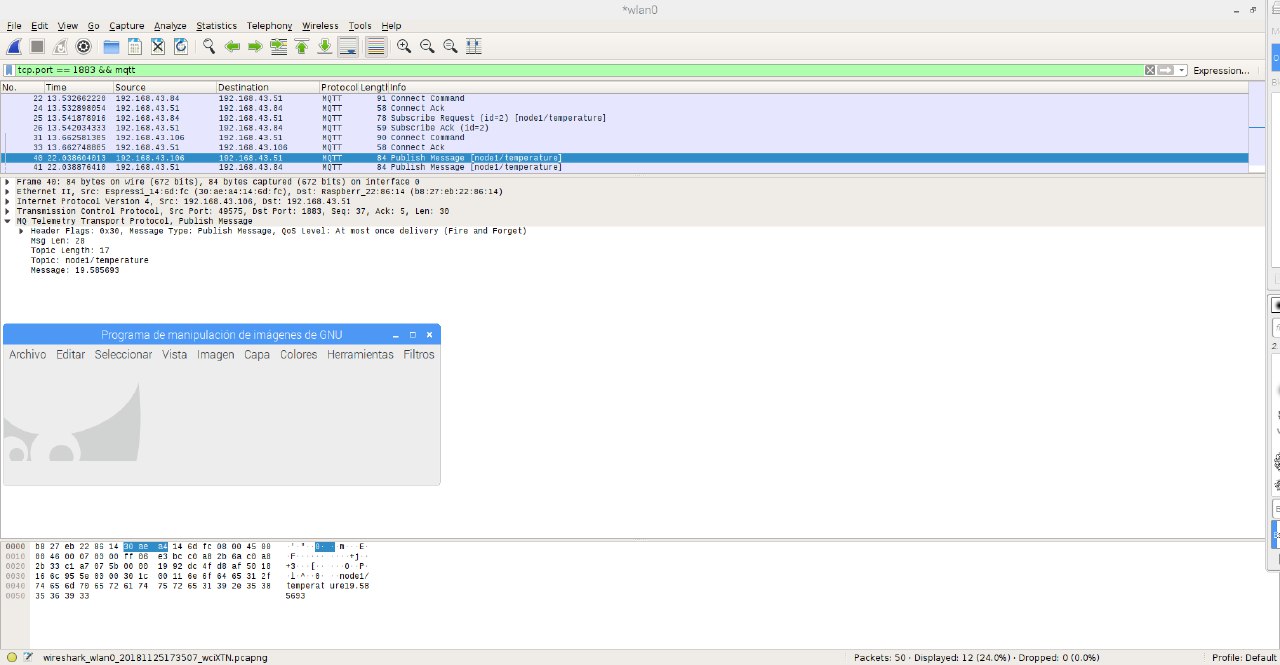 *wlan0
File Edit View Go Capture Analyze Statistics Telephony Wireless Tools Help
tcp.port == 1883 && mqtt Expression...
No. Time Source Destination Protocol Length Info
22 13.532602220 192.168.43.84 192.168.43.51 MQTT 91 Connect Command
24 13.532898054 192.168.43.51 192.168.43.84 MQTT 58 Connect Ack
25 13.541878016 192.168.43.84 192.168.43.51 MQTT 78 Subscribe Request (id=2) [node1/temperature]
26 13.542034333 192.168.43.51 192.168.43.84 MQTT 59 Subscribe Ack (id=2)
31 13.662581385 192.168.43.106 192.168.43.51 MQTT 90 Connect Command
33 13.662748885 192.168.43.51 192.168.43.106 MQTT 58 Connect Ack
40 22.038604013 192.168.43.106 192.168.43.51 MQTT 84 Publish Message [node1/temperature]
41 22.038876410 192.168.43.51 192.168.43.84 MQTT 84 Publish Message [node1/temperature]
Frame 40: 84 bytes on wire (672 bits), 84 bytes captured (672 bits) on interface 0
Ethernet II, Src: Espressi_14:6d:fc (30:ae:a4:14:6d:fc), Dst: Raspberr_22:86:14 (b8:27:eb:22:86:14)
Internet Protocol Version 4, Src: 192.168.43.106, Dst: 192.168.43.51
Transmission Control Protocol, Src Port: 49575, Dst Port: 1883, Seq: 37, Ack: 5, Len: 30
MQ Telemetry Transport Protocol, Publish Message
Header Flags: 0x30, Message Type: Publish Message, QoS Level: At most once delivery (Fire and Forget)
Msg Len: 28
Topic Length: 17
Topic: node1/temperature
Message: 19.585693
Programa de manipulación de imágenes de GNU
Archivo Editar Seleccionar Vista Imagen Capa Colores Herramientas Filtros
0000 b8 27 eb 22 86 14 30 ae a4 14 6d fc 08 00 45 00
0010 00 46 00 07 00 00 ff 06 e3 bc c0 a8 2b 6a c0 a8
0020 2b 33 c1 a7 07 5b 00 00 19 92 dc 4f d8 af 50 18
0030 16 6c 95 5e 00 00 30 1c 00 11 6e 6f 64 65 31 2f node1/
0040 74 65 6d 70 65 72 61 74 75 72 65 31 39 2e 35 38 temperat ure19.58
0050 35 36 39 33 5693
wireshark_wlan0_20181125173507_wciXTN.pcapng Packets: 50 · Displayed: 12 (24.0%) · Dropped: 0 (0.0%) Profile: Default